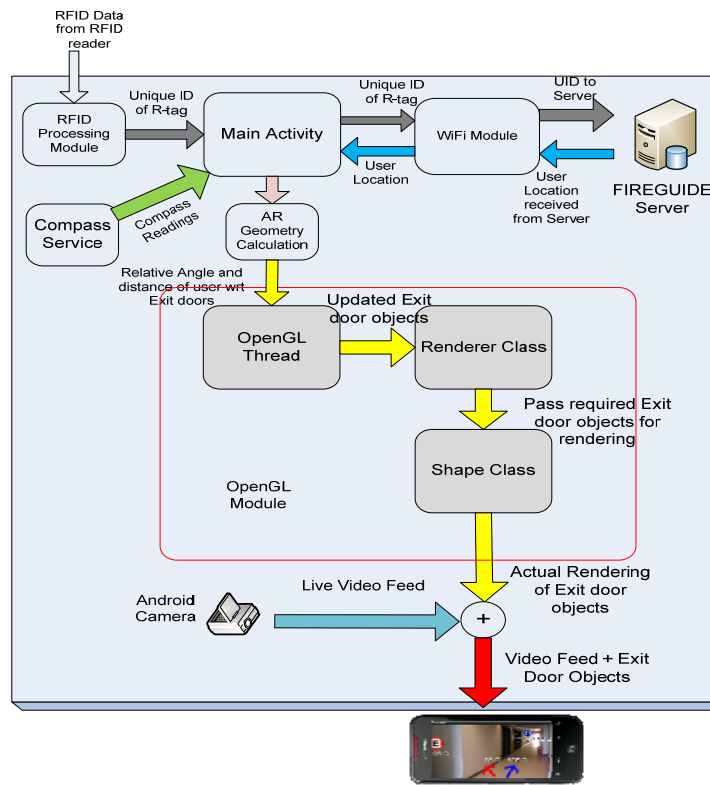 RFID Data
from RFID
reader
Unique ID
of R-tag
Unique ID
of R-tag
UID to
Server
RFID
Processing
Module
Main Activity
WiFi Module
User
Location
User
Location
received
from Server
FIREGUIDE
Server
Compass
Service
Compass
Readings
AR
Geometry
Calculation
Relative Angle and
distance of user wrt
Exit doors
Updated Exit
door objects
OpenGL
Thread
Renderer Class
Pass required Exit
door objects for
rendering
Shape Class
OpenGL
Module
Actual Rendering
of Exit door
objects
Live Video Feed
Android
Camera
+
Video Feed + Exit
Door Objects
E